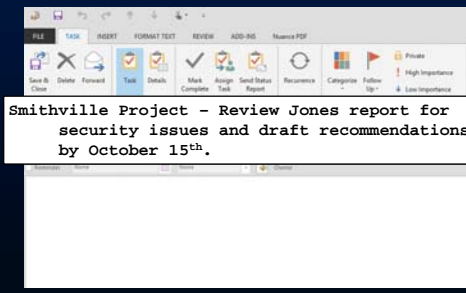 FILE TASK INSERT FORMAT TEXT REVIEW ADD-INS Nuance PDF
Save & Close Delete Forward Task Details Mark Complete Assign Task Send Status Report Recurrence Categorize Follow Up Private
High Importance
Low Importance
Smithville Project – Review Jones report for
security issues and draft recommendations
by October 15th.
Reminder None None Owner